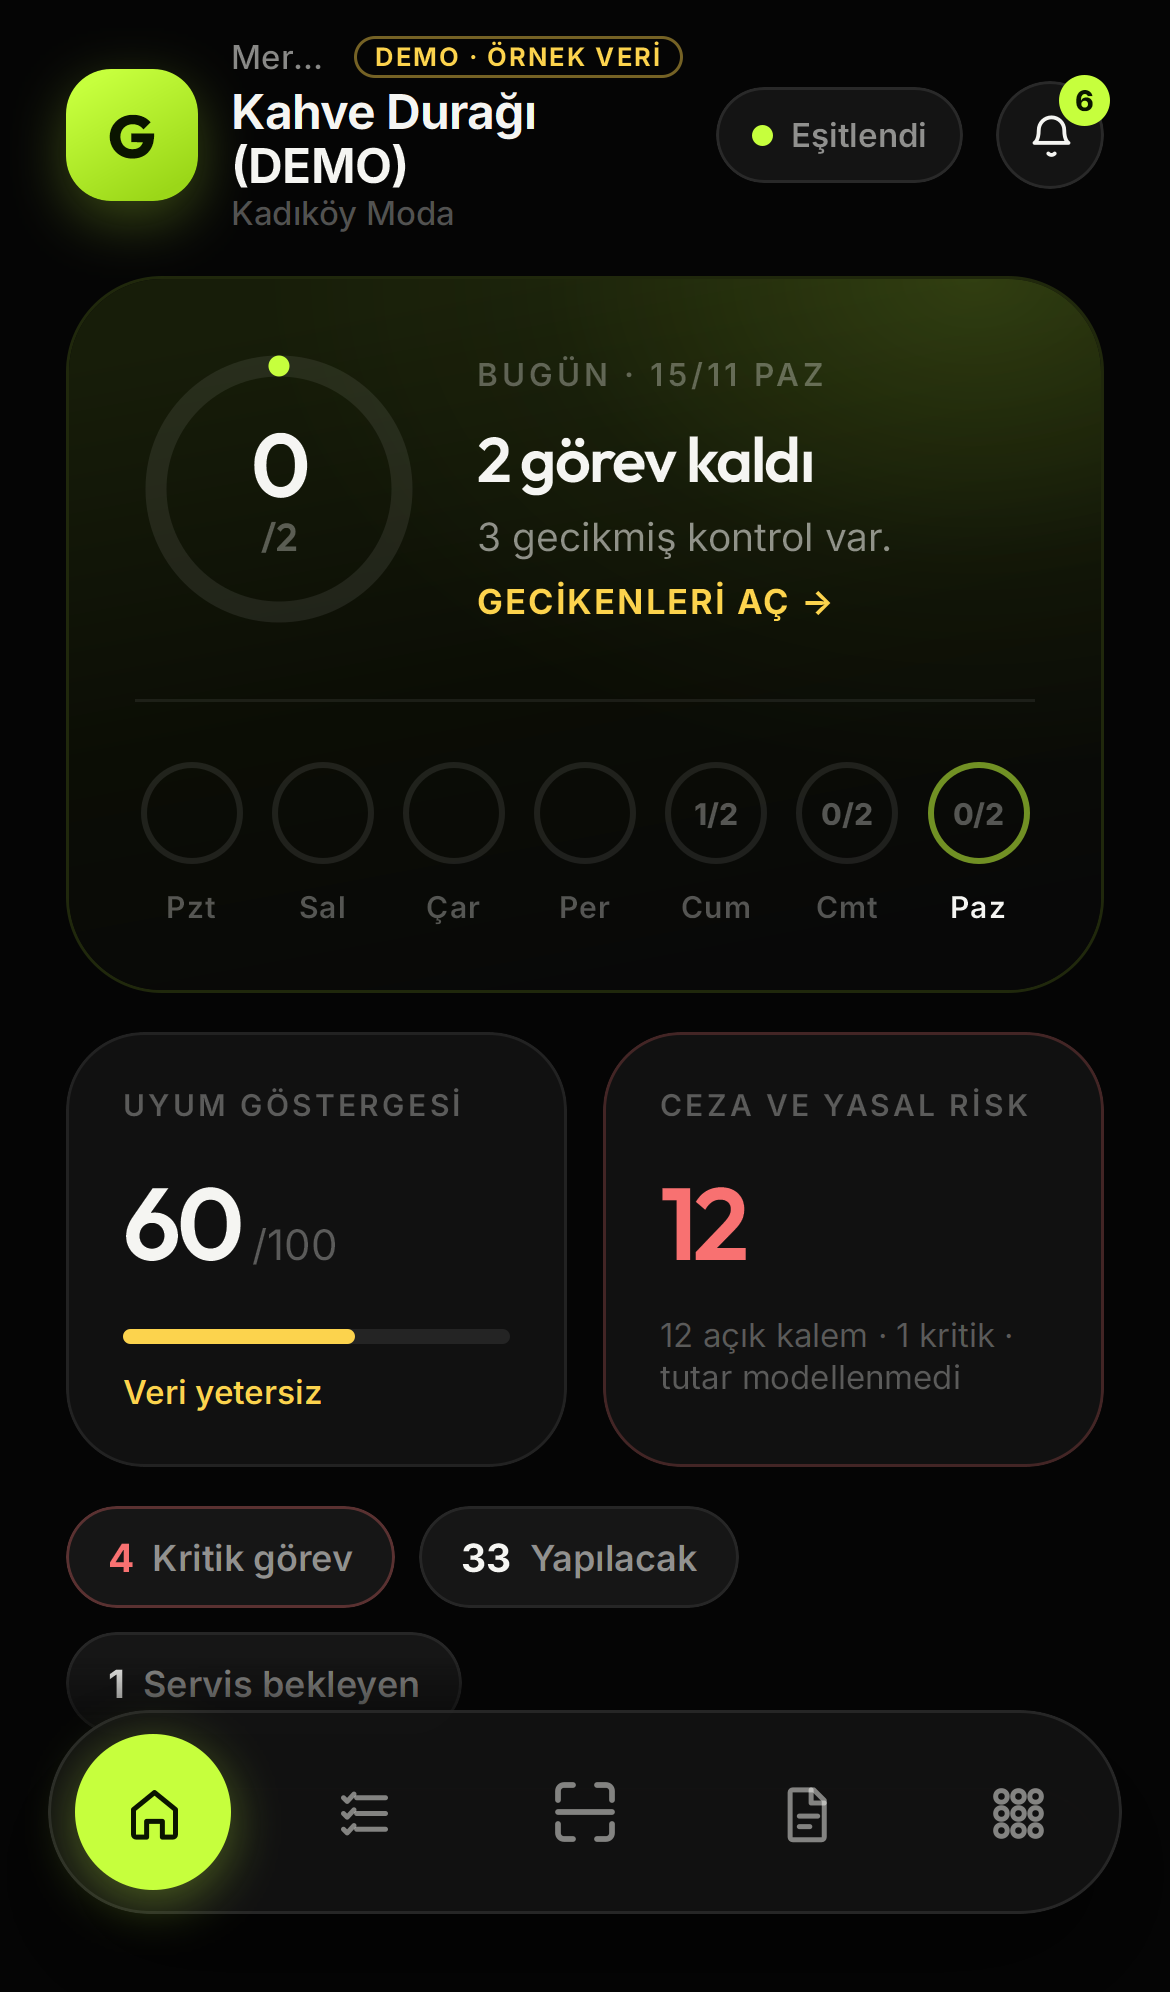 G
Mer...
DEMO · ÖRNEK VERİ
Kahve Durağı
(DEMO)
Kadıköy Moda
Eşitlendi
6
BUGÜN · 15/11 PAZ
0
/2
2 görev kaldı
3 gecikmiş kontrol var.
GECİKENLERİ AÇ →
1/2
0/2
0/2
Pzt
Sal
Çar
Per
Cum
Cmt
Paz
UYUM GÖSTERGESİ
60 /100
Veri yetersiz
CEZA VE YASAL RİSK
12
12 açık kalem · 1 kritik ·
tutar modellenmedi
4 Kritik görev
33 Yapılacak
1 Servis bekleyen